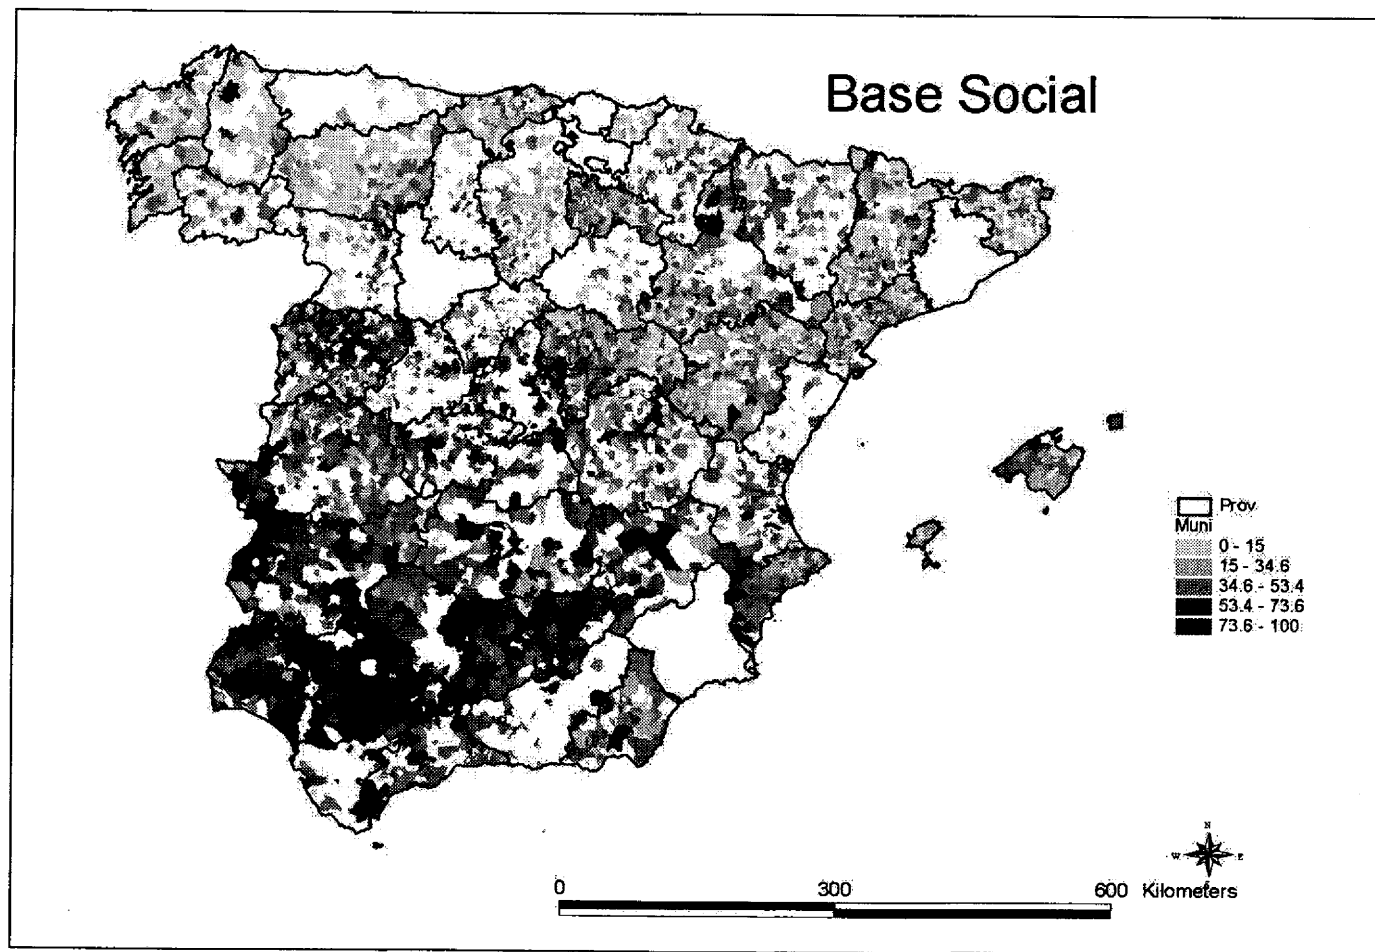 Base Social
Prov
Muni
0 - 15
15 - 34.6
34.6 - 53.4
53.4 - 73.6
73.6 - 100
N
W E
0 300 600 Kilometers